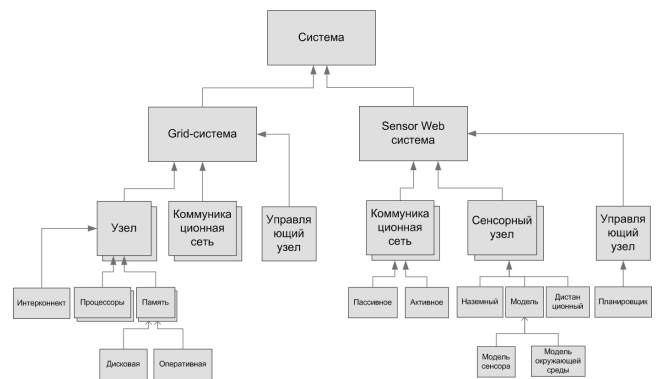 Система
Grid-система
Sensor Web
система
Узел
Коммуника
ционная
сеть
Управля
ющий
узел
Коммуника
ционная
сеть
Сенсорный
узел
Управля
ющий
узел
Интерконнект
Процессоры
Память
Пассивное
Активное
Наземный
Модель
Дистан
ционный
Планировщик
Дисковая
Оперативная
Модель
сенсора
Модель
окружающей
среды